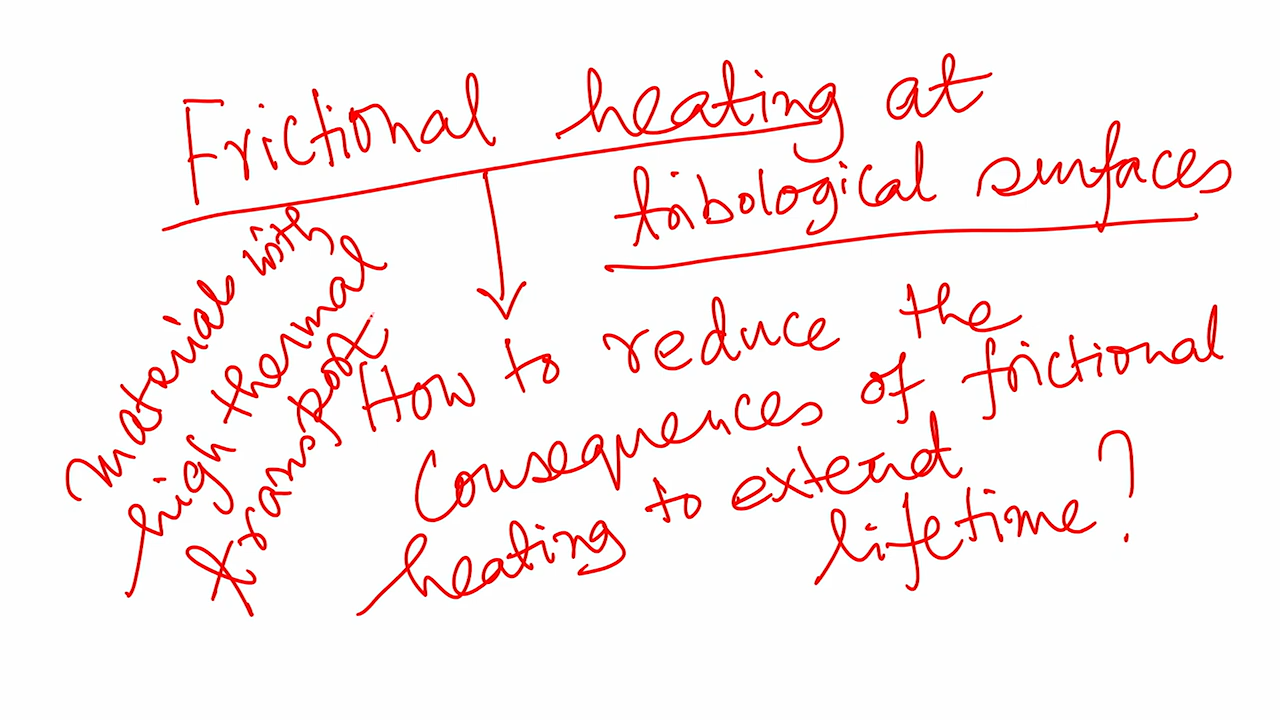 Frictional heating at
tribological surfaces
How to reduce the
Consequences of frictional
heating to extend
lifetime?
Materials with
high thermal
transport